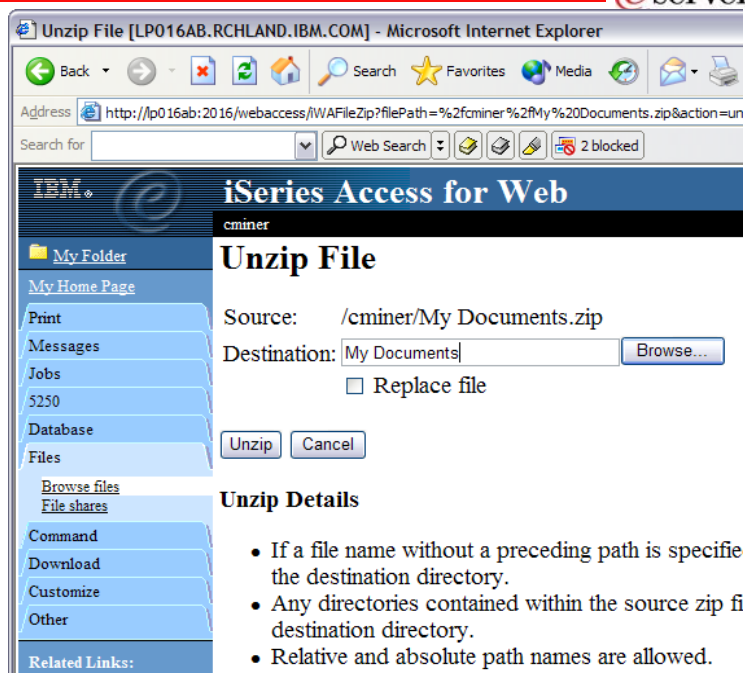 eserver
Unzip File [LP016AB.RCHLAND.IBM.COM] - Microsoft Internet Explorer
Back Search Favorites Media
Address http://lp016ab:2016/webaccess/iWAFileZip?filePath=%2fcminer%2fMy%20Documents.zip&action=un
Search for Web Search 2 blocked
IBM
iSeries Access for Web
cminer
My Folder
My Home Page
Print
Messages
Jobs
5250
Database
Files
Browse files
File shares
Command
Download
Customize
Other
Related Links:
Unzip File
Source: /cminer/My Documents.zip
Destination: My Documents Browse...
Replace file
Unzip Cancel
Unzip Details
• If a file name without a preceding path is specifie
the destination directory.
• Any directories contained within the source zip fi
destination directory.
• Relative and absolute path names are allowed.